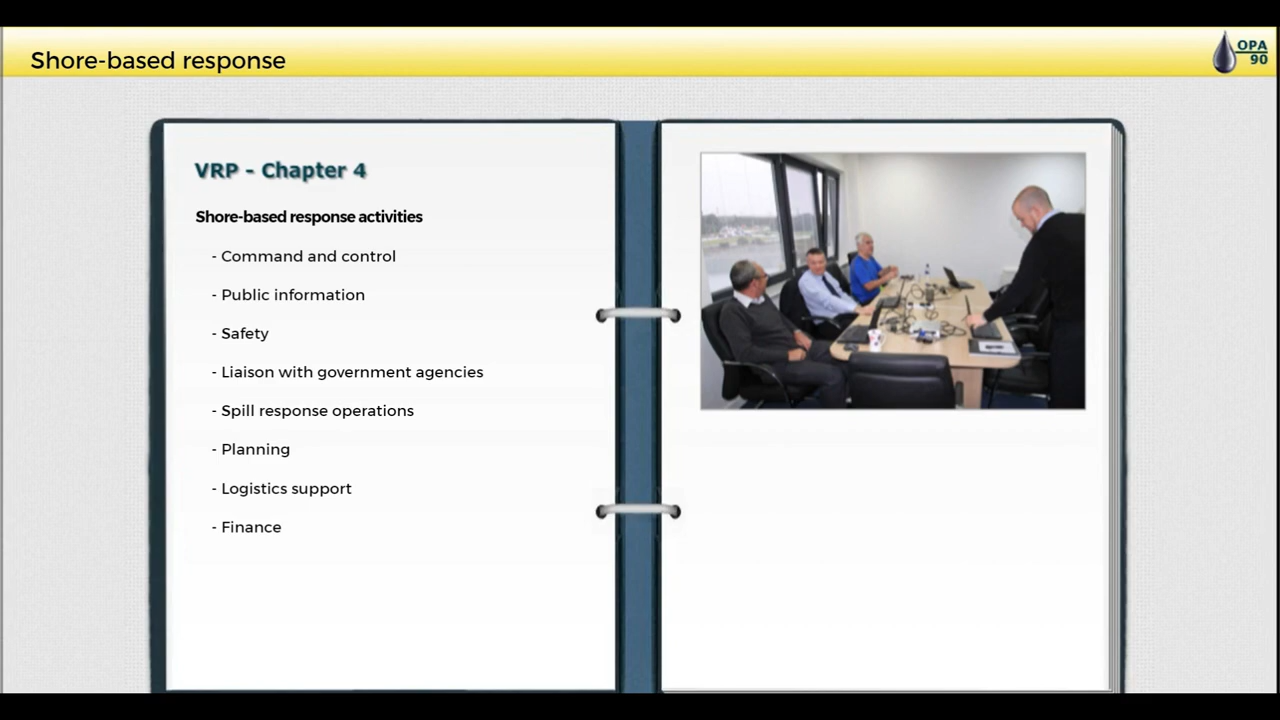 Shore-based response
OPA
90
VRP - Chapter 4
Shore-based response activities
- Command and control
- Public information
- Safety
- Liaison with government agencies
- Spill response operations
- Planning
- Logistics support
- Finance